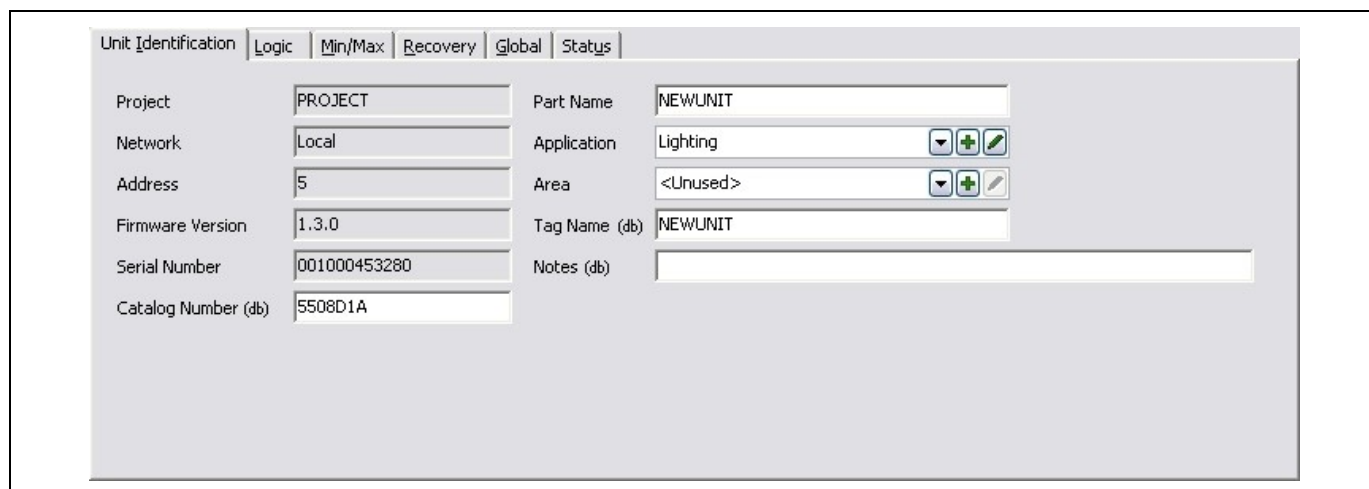 Unit Identification Logic Min/Max Recovery Global Status
Project PROJECT Part Name NEWUNIT
Network Local Application Lighting
Address 5 Area <Unused>
Firmware Version 1.3.0 Tag Name (db) NEWUNIT
Serial Number 001000453280 Notes (db)
Catalog Number (db) 5508D1A